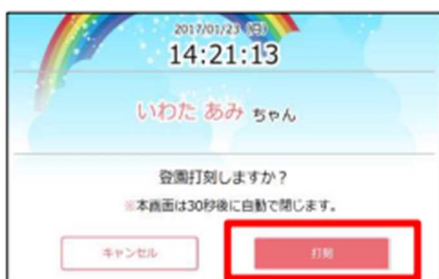 2017/01/23 (月)
14:21:13
いわた あみ ちゃん
登園打刻しますか？
※本画面は30秒後に自動で閉じます。
キャンセル
打刻